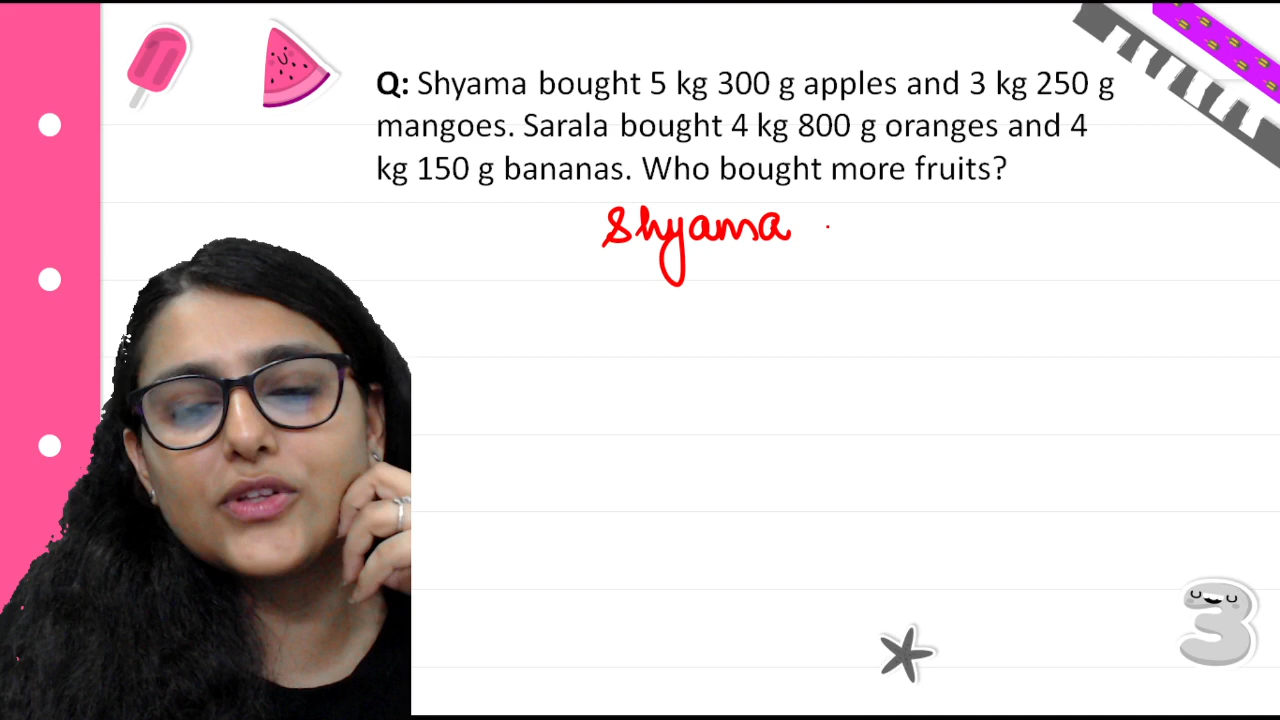 Q: Shyama bought 5 kg 300 g apples and 3 kg 250 g
mangoes. Sarala bought 4 kg 800 g oranges and 4
kg 150 g bananas. Who bought more fruits?
Shyama
3